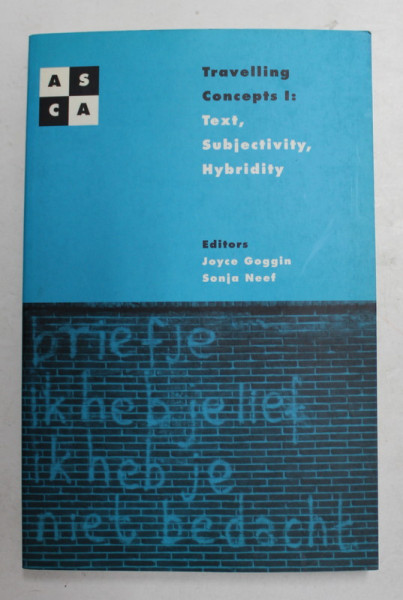 A S
C A
Travelling
Concepts I:
Text,
Subjectivity,
Hybridity
Editors
Joyce Goggin
Sonja Neef
briefje
ik heb je lief
ik heb je
niet bedacht